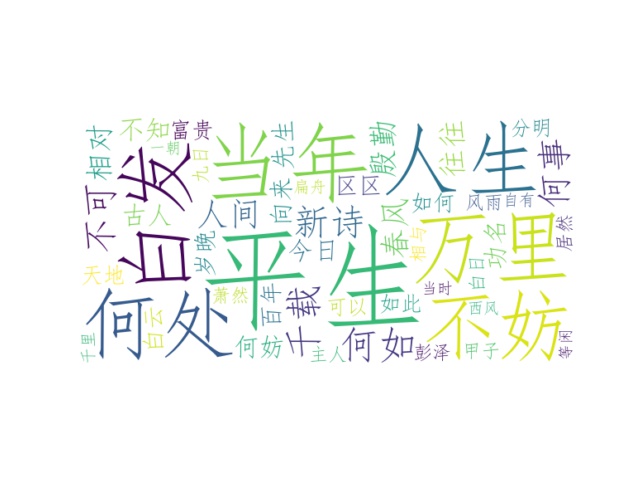 相对
不知
富贵
一朝
九日
当年
先生
殷勤
人生
往往
分明
何事
不可
白发
古人
人间
向来
新诗
扁舟
区区
如何
风雨
自有
居然
天地
岁晚
今日
平生
春风
相与
万里
功名
白日
萧然
百年
千载
可以
如此
当时
西风
不妨
何处
白云
千里
何妨
主人
何如
彭泽
甲子
等闲